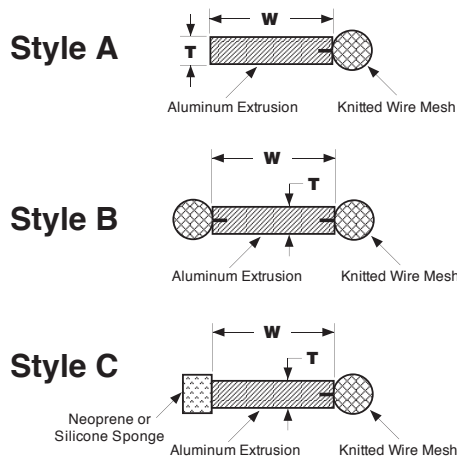 W
Style A
T
Aluminum Extrusion Knitted Wire Mesh
W
T
Style B
Aluminum Extrusion Knitted Wire Mesh
W
Style C
T
Neoprene or
Silicone Sponge
Aluminum Extrusion Knitted Wire Mesh